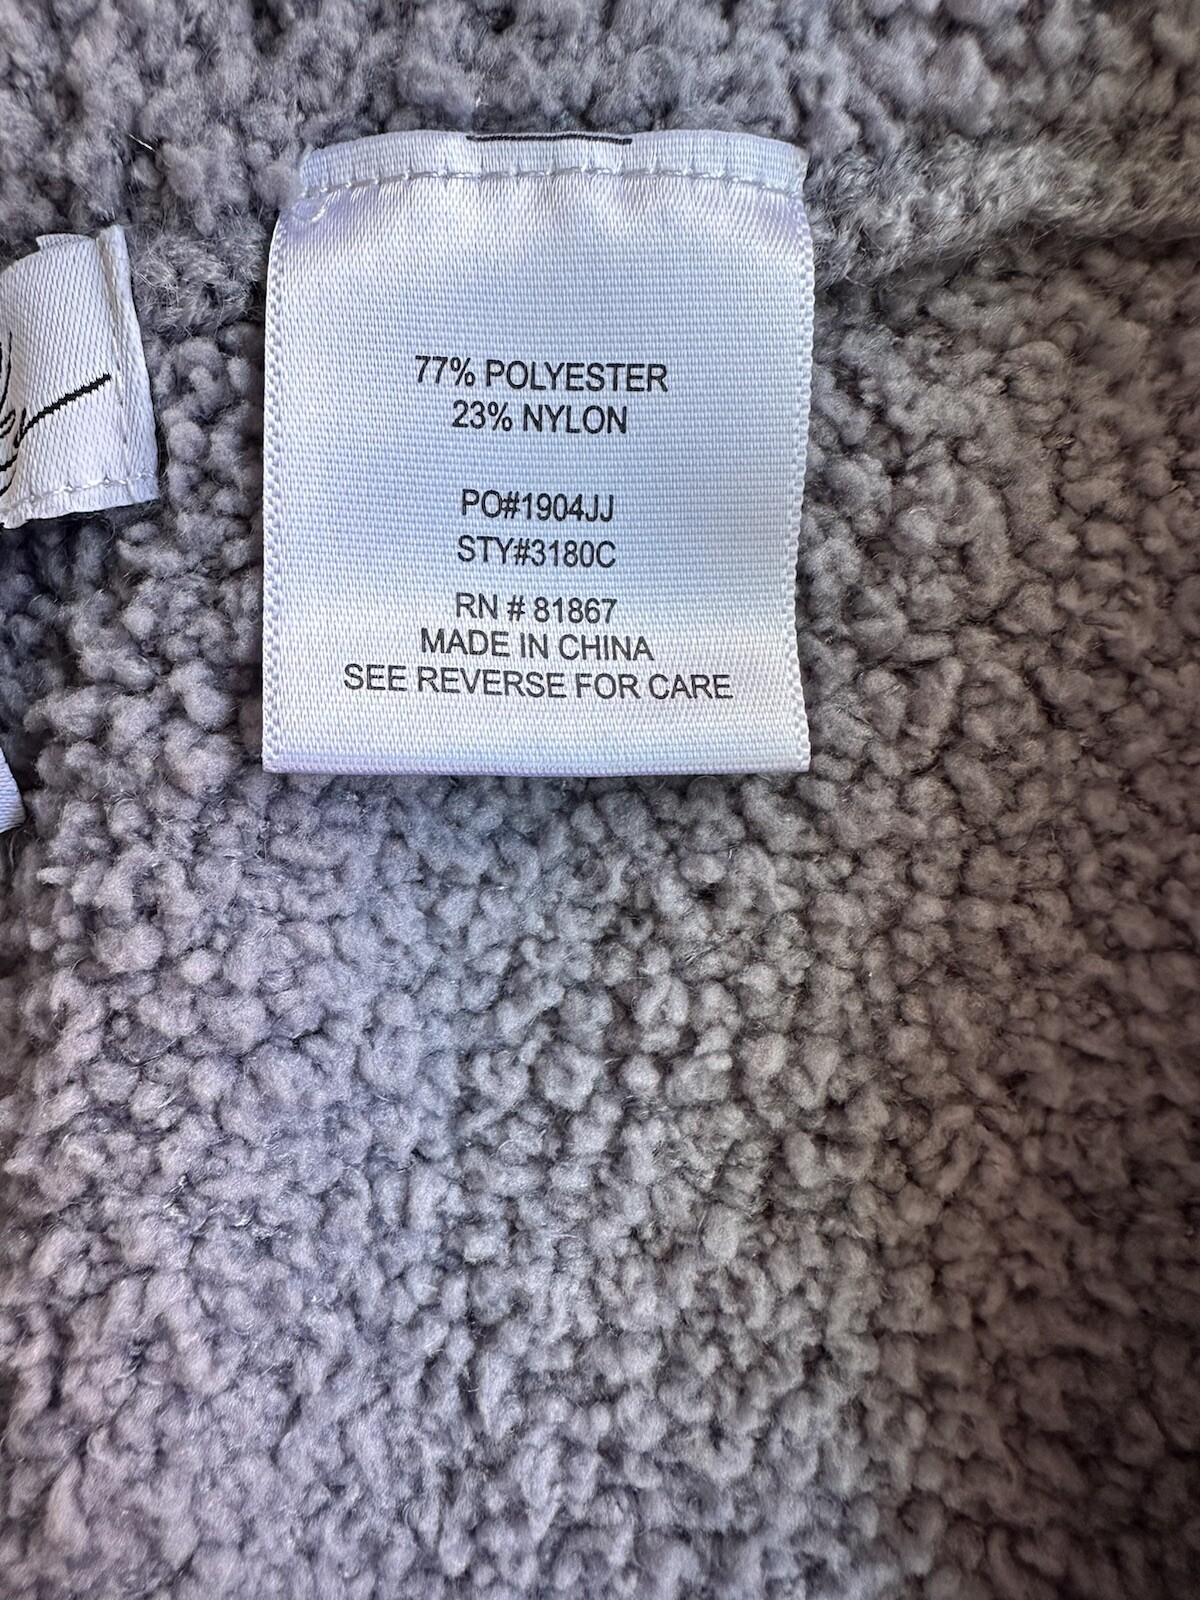 77% POLYESTER
23% NYLON
PO#1904JJ
STY#3180C
RN # 81867
MADE IN CHINA
SEE REVERSE FOR CARE